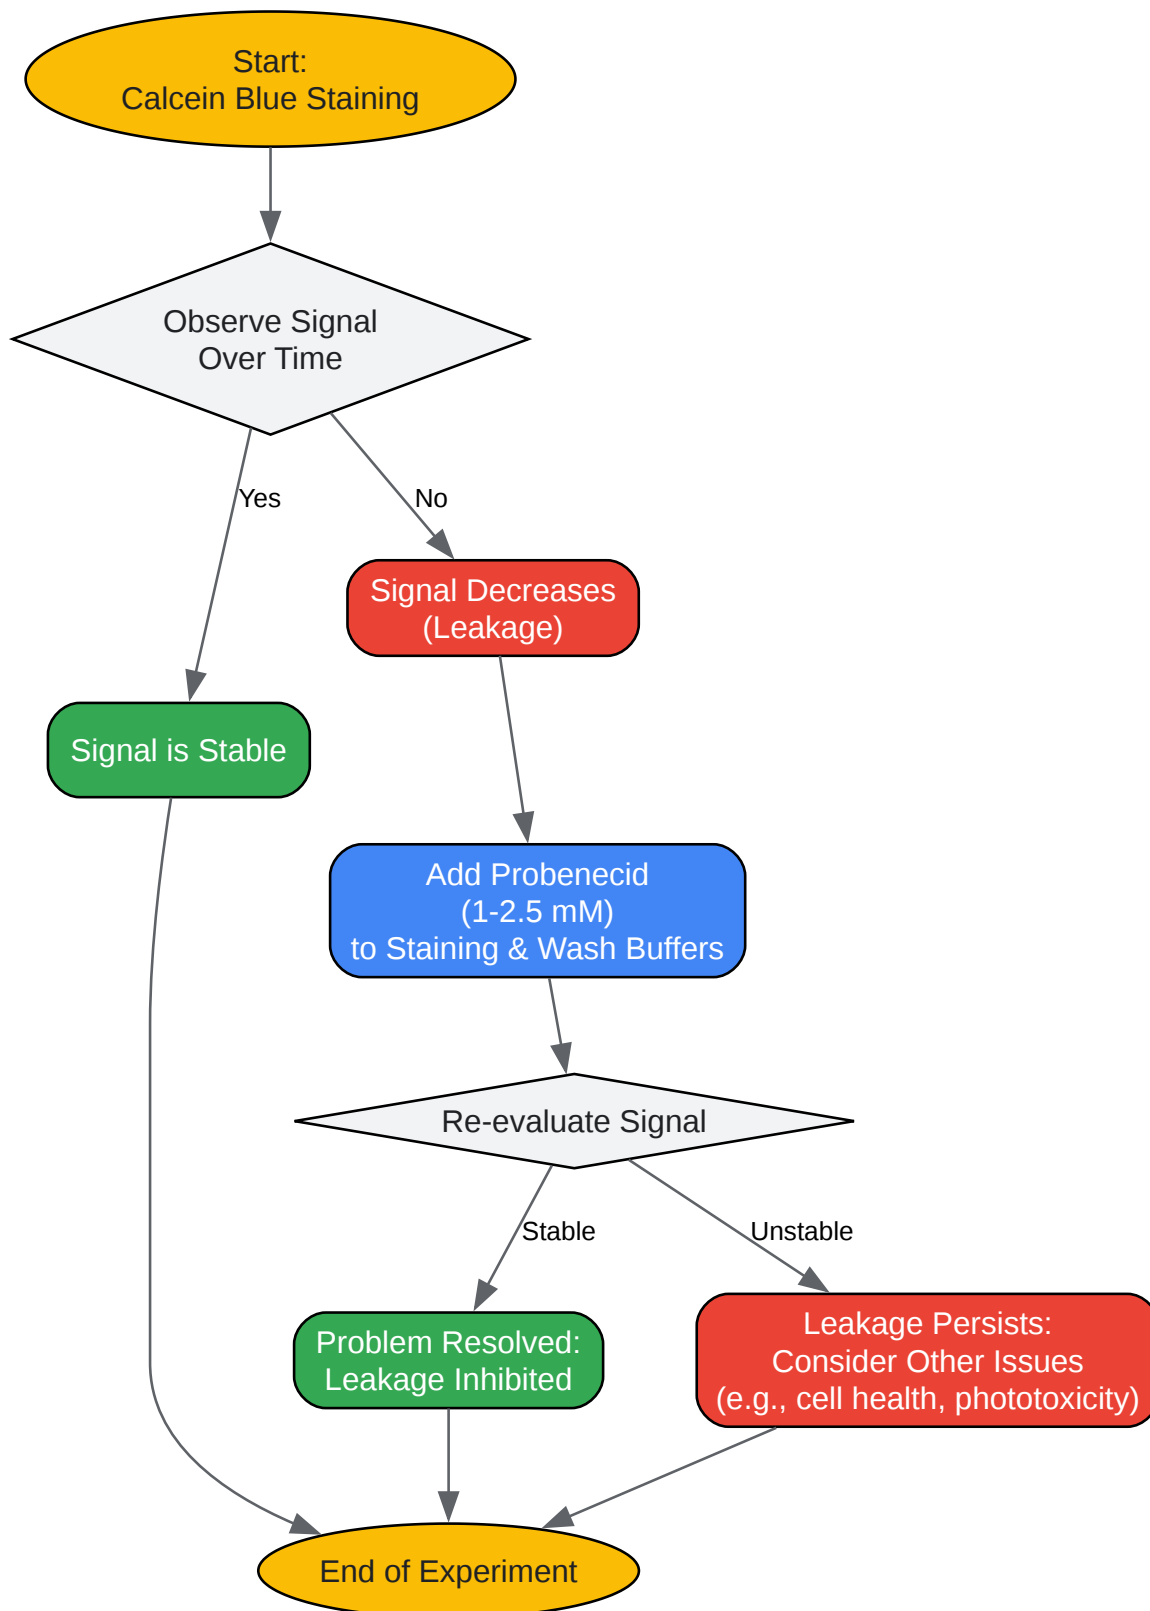 Start:
Calcein Blue Staining
Observe Signal
Over Time
Yes
No
Signal Decreases
(Leakage)
Signal is Stable
Add Probenecid
(1-2.5 mM)
to Staining & Wash Buffers
Re-evaluate Signal
Stable
Unstable
Problem Resolved:
Leakage Inhibited
Leakage Persists:
Consider Other Issues
(e.g., cell health, phototoxicity)
End of Experiment